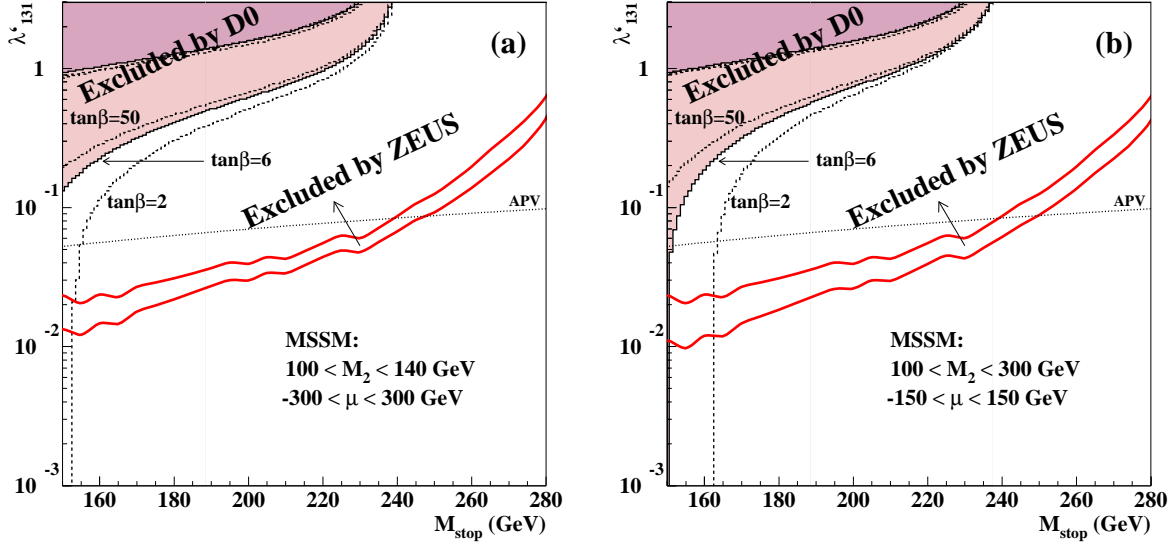 λ‘131
Excluded by D0
(a)
1
tanβ=50
tanβ=6
Excluded by ZEUS
tanβ=2
APV
10 -1
10 -2
MSSM:
100 < M2 < 140 GeV
-300 < μ < 300 GeV
10 -3
160 180 200 220 240 260 280
Mstop (GeV)
λ‘131
Excluded by D0
(b)
1
tanβ=50
tanβ=6
Excluded by ZEUS
tanβ=2
APV
10 -1
10 -2
MSSM:
100 < M2 < 300 GeV
-150 < μ < 150 GeV
10 -3
160 180 200 220 240 260 280
Mstop (GeV)